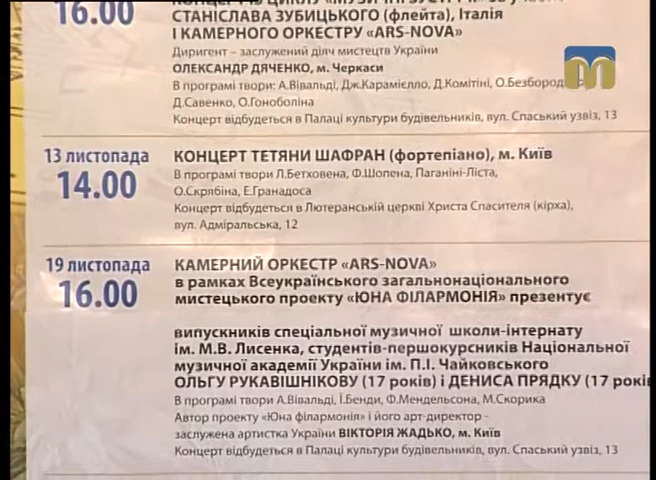 16.00
СТАНІСЛАВА ЗУБИЦЬКОГО (флейта), Італія
І КАМЕРНОГО ОРКЕСТРУ «ARS-NOVA»
Диригент – заслужений діяч мистецтв України
ОЛЕКСАНДР ДЯЧЕНКО, м. Черкаси
В програмі твори: А.Вівальді, Дж.Караміелло, Д.Комітіні,
Д.Савенко, О.Гоноболіна
Концерт відбудеться в Палаці культури будівельників, вул. Спаський узвіз, 13
13 листопада
14.00
КОНЦЕРТ ТЕТЯНИ ШАФРАН (фортепіано), м. Київ
В програмі твори Л.Бетховена, Ф.Шопена, Паганіні-Ліста,
О.Скрябіна, Е.Гранадоса
Концерт відбудеться в Лютеранській церкві Христа Спасителя (кірха),
вул. Адміральська, 12
19 листопада
16.00
КАМЕРНИЙ ОРКЕСТР «ARS-NOVA»
в рамках Всеукраїнського загальнонаціонального
мистецького проекту «ЮНА ФІЛАРМОНІЯ» презентує
випускників спеціальної музичної школи-інтернату
ім. М.В. Лисенка, студентів-першокурсників Національної
музичної академії України ім. П.І. Чайковського
ОЛЬГУ РУКАВІШНІКОВУ (17 років) і ДЕНИСА ПРЯДКУ (17 років
В програмі твори А.Вівальді, Ї.Бенди, Ф.Мендельсона, М.Скорика
Автор проекту «Юна філармонія» і його арт-директор -
заслужена артистка України ВІКТОРІЯ ЖАДЬКО, м. Київ
Концерт відбудеться в Палаці культури будівельників, вул. Спаський узвіз, 13